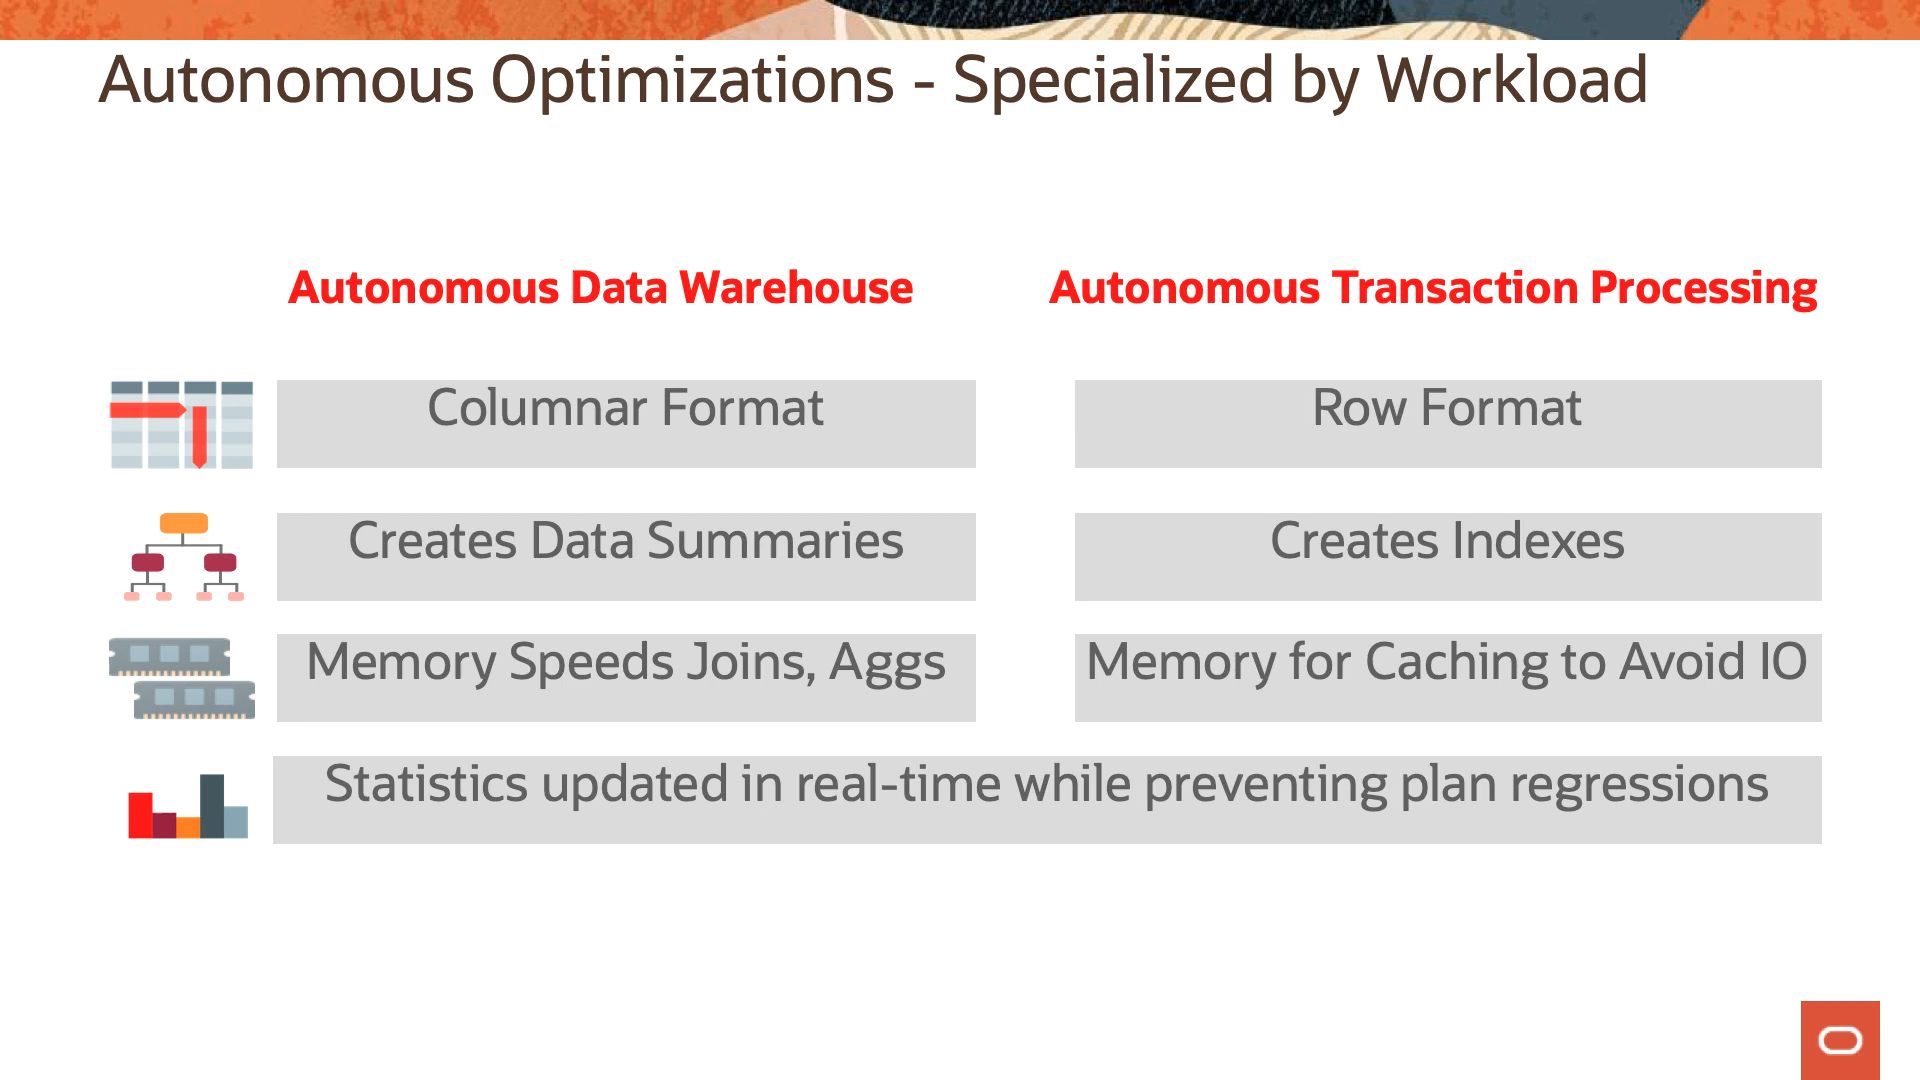 Autonomous Optimizations - Specialized by Workload
Autonomous Data Warehouse
Autonomous Transaction Processing
Columnar Format
Row Format
Creates Data Summaries
Creates Indexes
Memory Speeds Joins, Aggs
Memory for Caching to Avoid IO
Statistics updated in real-time while preventing plan regressions